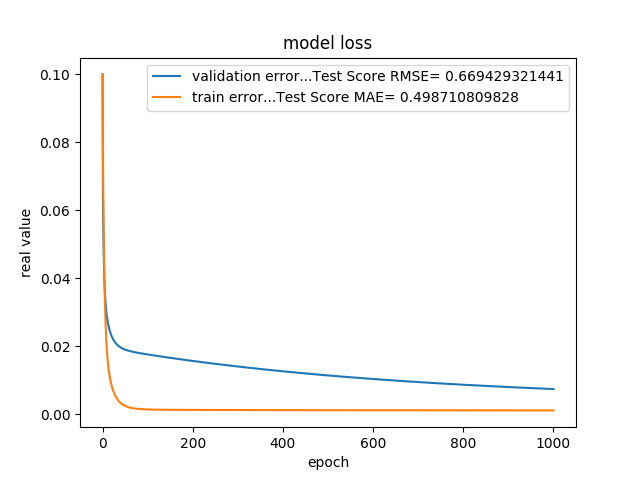 model loss
validation error...Test Score RMSE= 0.669429321441
train error...Test Score MAE= 0.498710809828
real value
0.10
0.08
0.06
0.04
0.02
0.00
0 200 400 600 800 1000
epoch